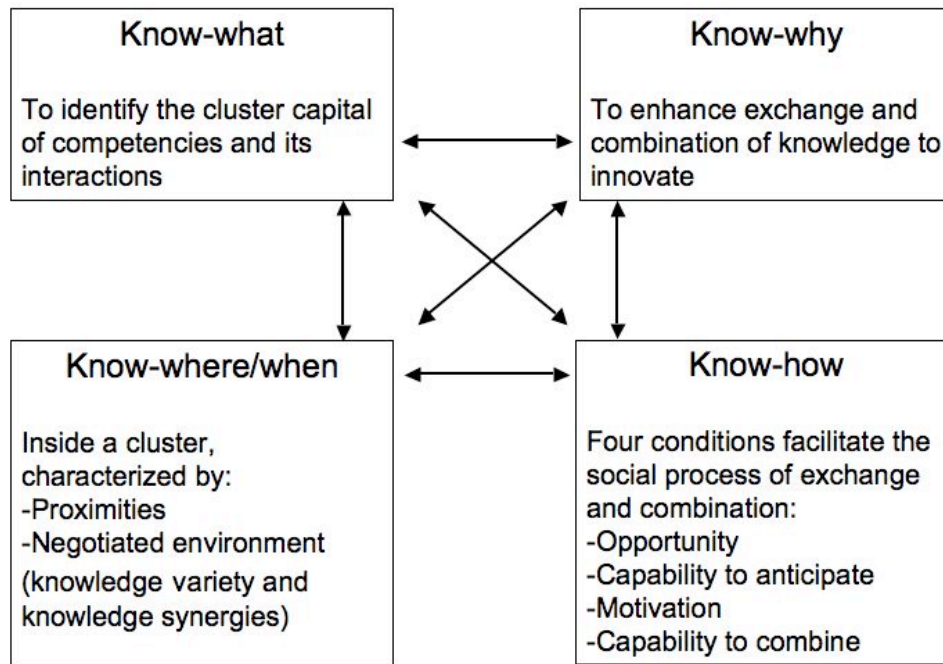 Know-what
To identify the cluster capital
of competencies and its
interactions
Know-why
To enhance exchange and
combination of knowledge to
innovate
Know-where/when
Inside a cluster,
characterized by:
-Proximities
-Negotiated environment
(knowledge variety and
knowledge synergies)
Know-how
Four conditions facilitate the
social process of exchange
and combination:
-Opportunity
-Capability to anticipate
-Motivation
-Capability to combine